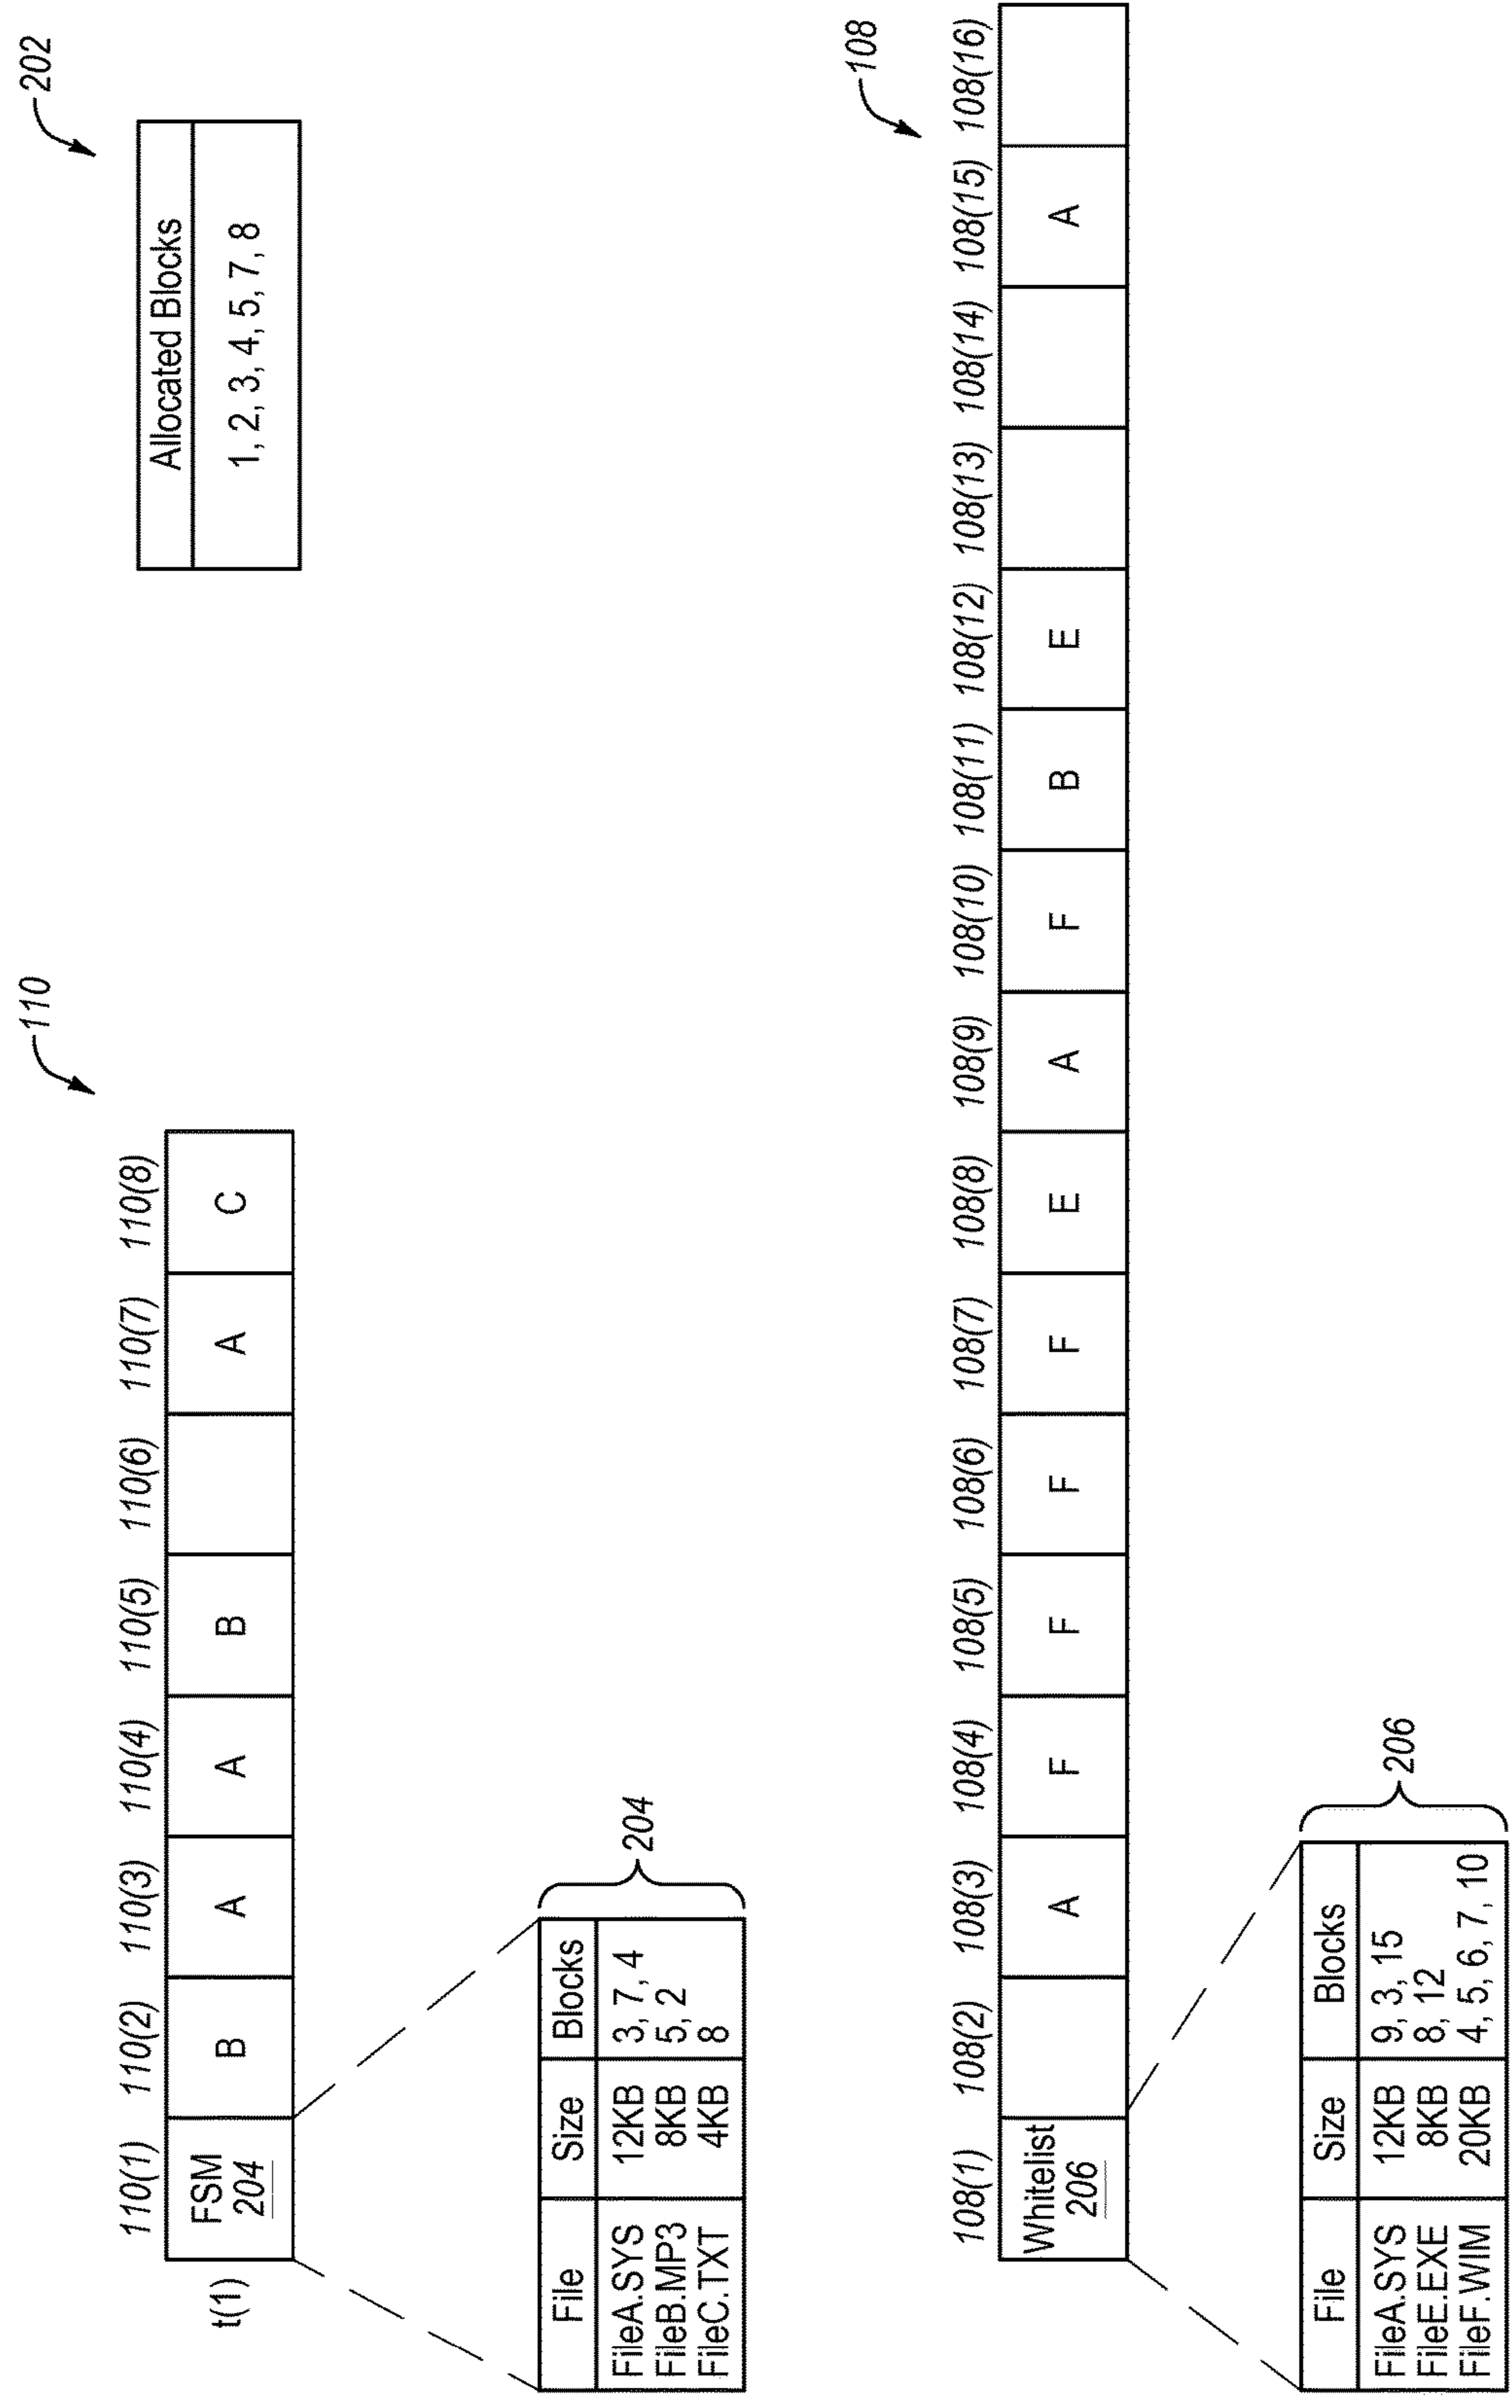 110
202
110(1) 110(2) 110(3) 110(4) 110(5) 110(6) 110(7) 110(8)
t(1) FSM 204 B A A B A C
Allocated Blocks
1, 2, 3, 4, 5, 7, 8
File Size Blocks
FileA.SYS 12KB 3, 7, 4
FileB.MP3 8KB 5, 2
FileC.TXT 4KB 8
204
108
108(1) 108(2) 108(3) 108(4) 108(5) 108(6) 108(7) 108(8) 108(9) 108(10) 108(11) 108(12) 108(13) 108(14) 108(15) 108(16)
Whitelist 206 A F F F F E A F B E A
File Size Blocks
FileA.SYS 12KB 9, 3, 15
FileE.EXE 8KB 8, 12
FileF.WIM 20KB 4, 5, 6, 7, 10
206